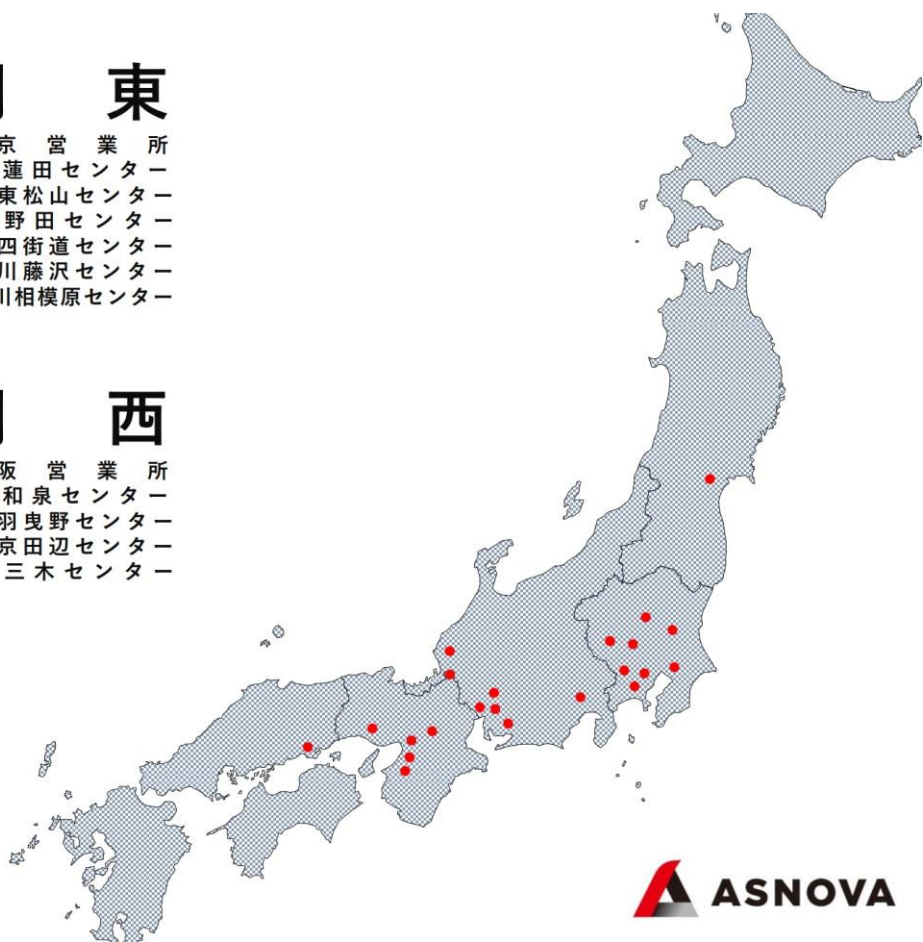 東
京営業所
蓮田センター
東松山センター
野田センター
四街道センター
川藤沢センター
川相模原センター
西
阪営業所
和泉センター
羽曳野センター
京田辺センター
三木センター
ASNOVA